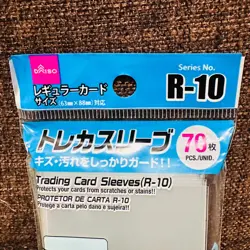 DAISO
Series No.
R-10
レギュラーカード
サイズ(61mm×88mm)対応
トレカスリーブ
70枚
PCS./UNID.
キズ・汚れをしっかりガード!!
Trading Card Sleeves(R-10)
Protects your cards from scratches or stains!!
PROTETOR DE CARTA R-10
Protege a carta pelo dano e sujeira!!